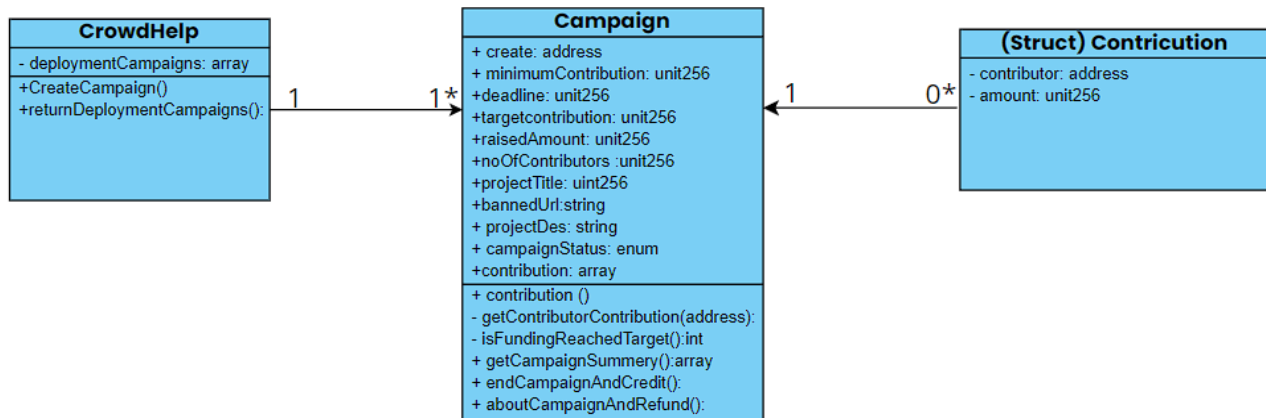 CrowdHelp
- deploymentCampaigns: array
+CreateCampaign()
+returnDeploymentCampaigns():
1
1*
Campaign
+ create: address
+ minimumContribution: unit256
+deadline: unit256
+targetcontribution: unit256
+raisedAmount: unit256
+noOfContributors :unit256
+projectTitle: uint256
+bannedUrl:string
+ projectDes: string
+ campaignStatus: enum
+contribution: array
+ contribution ()
- getContributorContribution(address):
- isFundingReachedTarget():int
+ getCampaignSummery():array
+ endCampaignAndCredit():
+ aboutCampaignAndRefund():
1
0*
(Struct) Contricution
- contributor: address
- amount: unit256